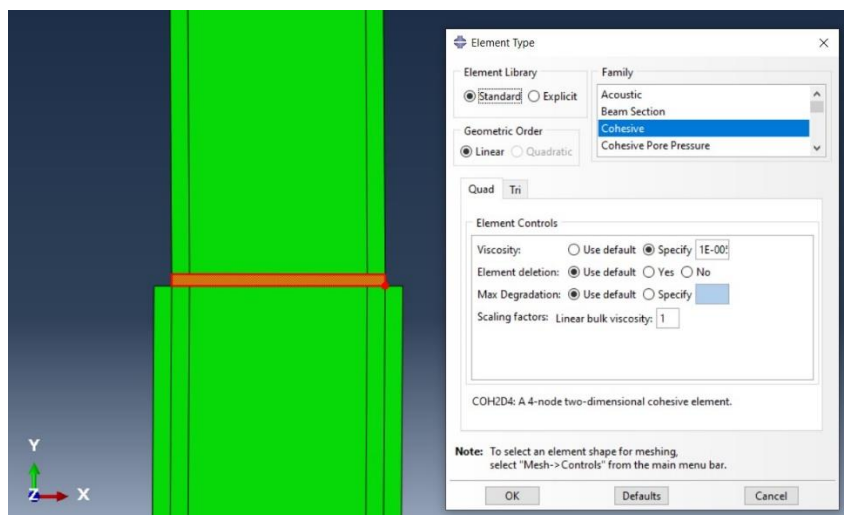 Element Type
Element Library
Standard
Explicit
Family
Acoustic
Beam Section
Cohesive
Cohesive Pore Pressure
Geometric Order
Linear
Quadratic
Quad
Tri
Element Controls
Viscosity:
Use default
Specify
Element deletion:
Use default
Yes
No
Max Degradation:
Use default
Specify
Scaling factors:
Linear bulk viscosity:
1
COH2D4: A 4-node two-dimensional cohesive element.
Note: To select an element shape for meshing,
select "Mesh->Controls" from the main menu bar.
OK
Defaults
Cancel
Y
Z
X